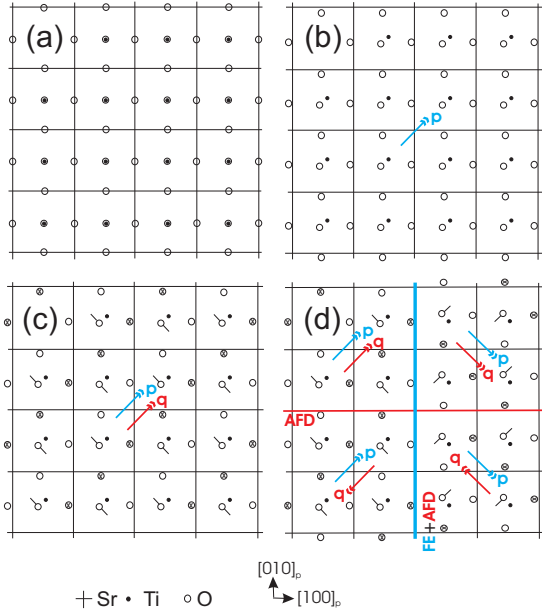 (a)
(b)
p
(c)
p
q
(d)
p
q
p
q
AFD
p
q
q
p
FE + AFD
[010]p
[100]p
Sr • Ti ○ O